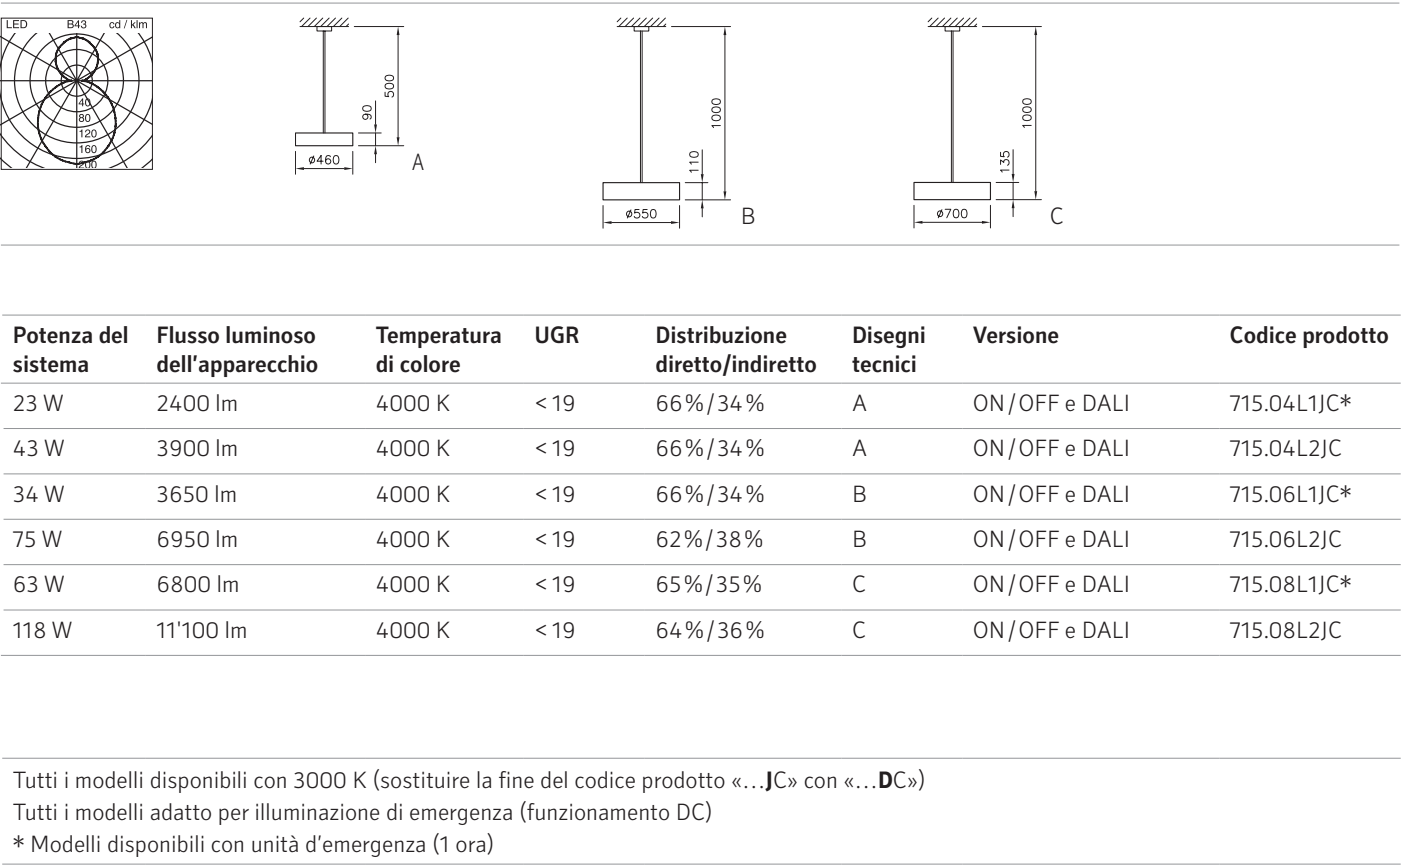 LED B43 cd / klm
40
80
120
160
200
500
90
ø460
A
1000
110
ø550
B
1000
135
ø700
C
Potenza del sistema Flusso luminoso dell'apparecchio Temperatura di colore UGR Distribuzione diretto/indiretto Disegni tecnici Versione Codice prodotto
23 W 2400 lm 4000 K < 19 66%/34% A ON/OFF e DALI 715.04L1JC*
43 W 3900 lm 4000 K < 19 66%/34% A ON/OFF e DALI 715.04L2JC
34 W 3650 lm 4000 K < 19 66%/34% B ON/OFF e DALI 715.06L1JC*
75 W 6950 lm 4000 K < 19 62%/38% B ON/OFF e DALI 715.06L2JC
63 W 6800 lm 4000 K < 19 65%/35% C ON/OFF e DALI 715.08L1JC*
118 W 11'100 lm 4000 K < 19 64%/36% C ON/OFF e DALI 715.08L2JC
Tutti i modelli disponibili con 3000 K (sostituire la fine del codice prodotto «…JC» con «…DC»)
Tutti i modelli adatto per illuminazione di emergenza (funzionamento DC)
* Modelli disponibili con unità d'emergenza (1 ora)